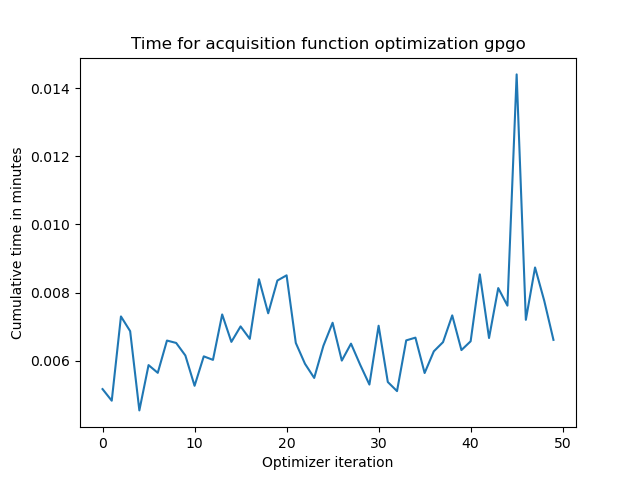 Time for acquisition function optimization gpgo
Cumulative time in minutes
0.014
0.012
0.010
0.008
0.006
0 10 20 30 40 50
Optimizer iteration